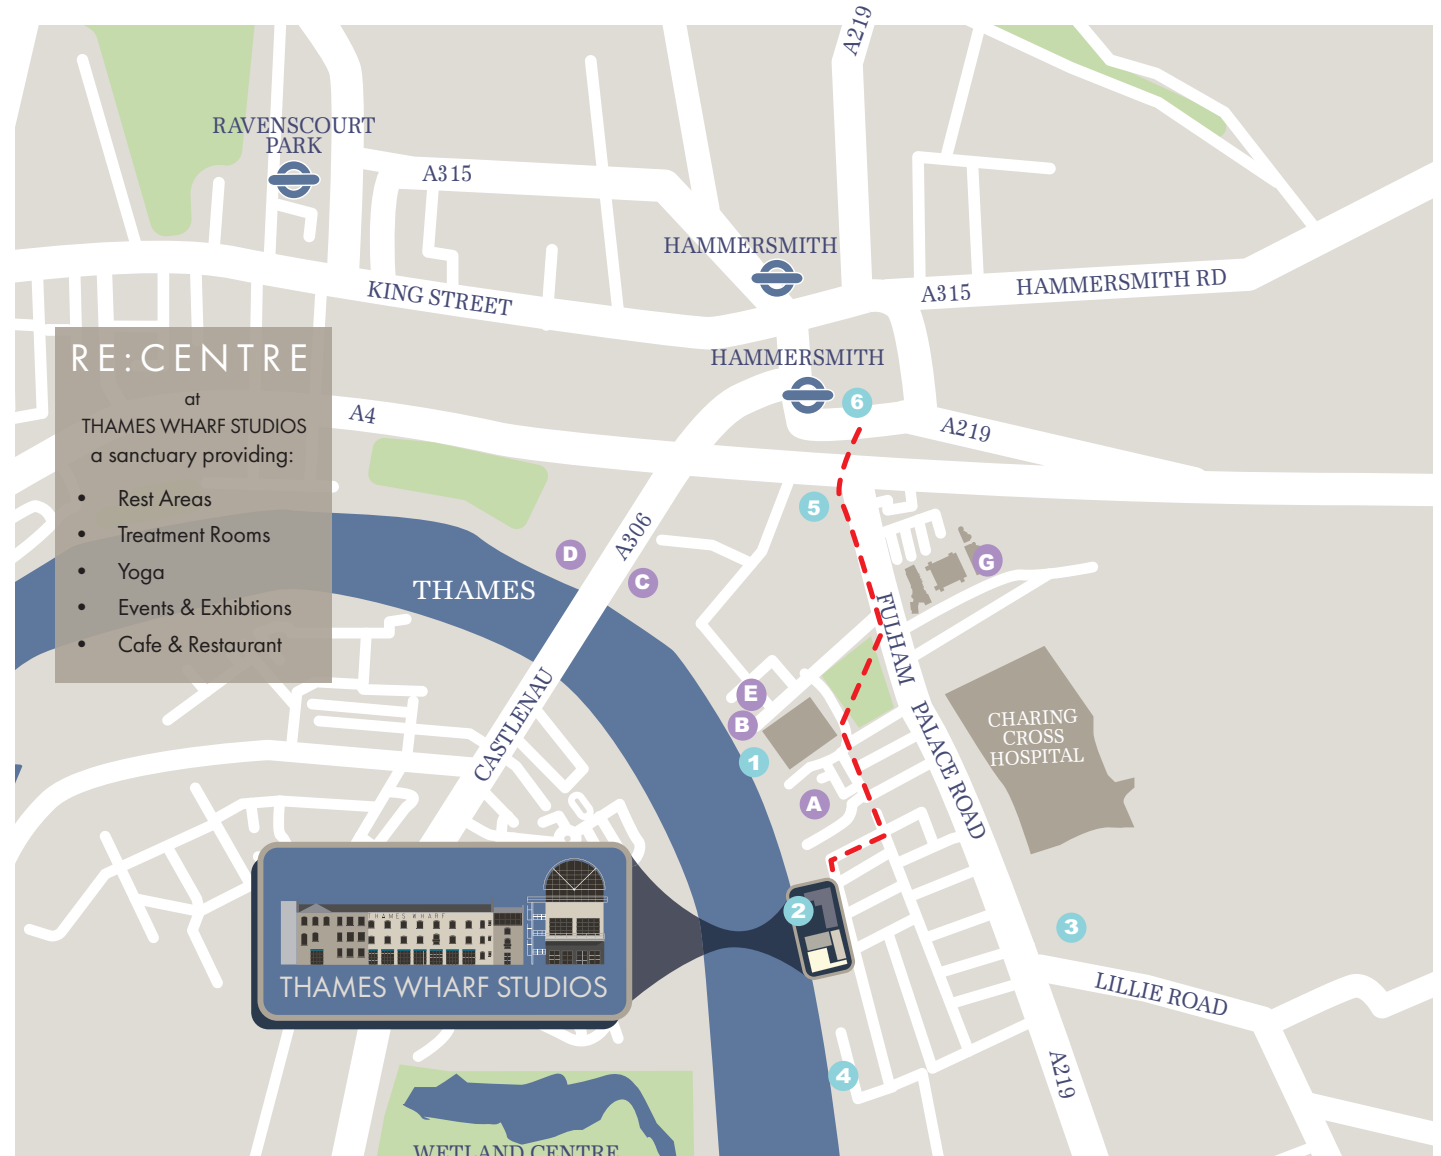 A219
RAVENSCOURT
PARK
A315
HAMMERSMITH
KING STREET
A315
HAMMERSMITH RD
RE:CENTRE
at
THAMES WHARF STUDIOS
a sanctuary providing:
• Rest Areas
• Treatment Rooms
• Yoga
• Events & Exhibtions
• Cafe & Restaurant
HAMMERSMITH
6
A4
A219
5
A306
D
C
G
THAMES
FULHAM PALACE ROAD
E
B
1
CASTLENAU
CHARING
CROSS
HOSPITAL
A
2
3
THAMES WHARF
THAMES WHARF STUDIOS
LILLIE ROAD
4
A219
WETLAND CENTRE